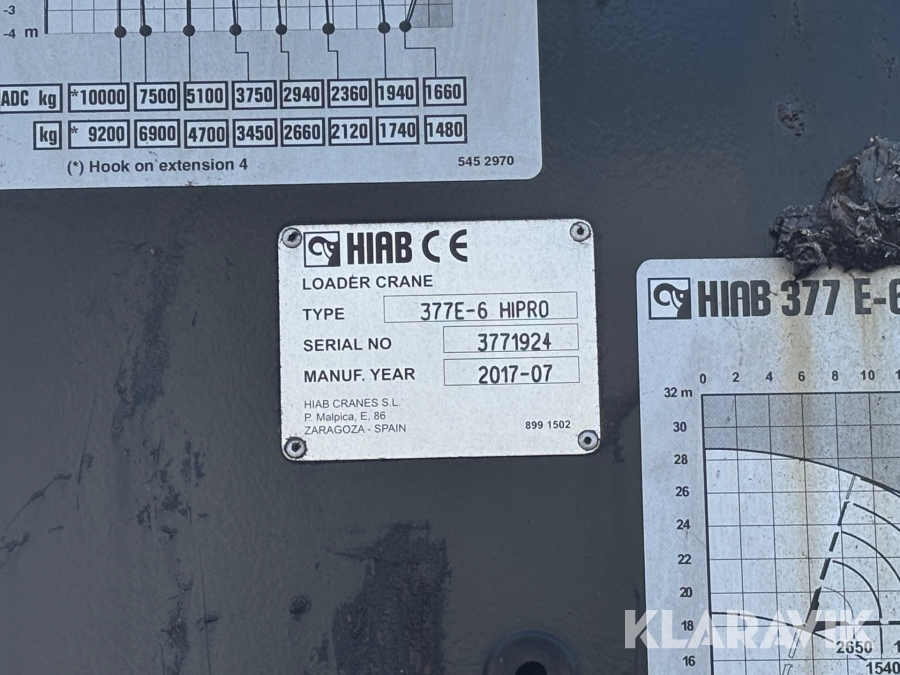 -3
-4 m
ADC kg *10000 7500 5100 3750 2940 2360 1940 1660
kg * 9200 6900 4700 3450 2660 2120 1740 1480
(*) Hook on extension 4
545 2970
HIAB CE
LOADER CRANE
TYPE 377E-6 HIPRO
SERIAL NO 3771924
MANUF. YEAR 2017-07
HIAB CRANES S.L.
P. Malpica, E, 86
ZARAGOZA - SPAIN
899 1502
HIAB 377 E-6
0 2 4 6 8 10
32 m
30
28
26
24
22
20
18
16
2650
1540
KLARAVIK